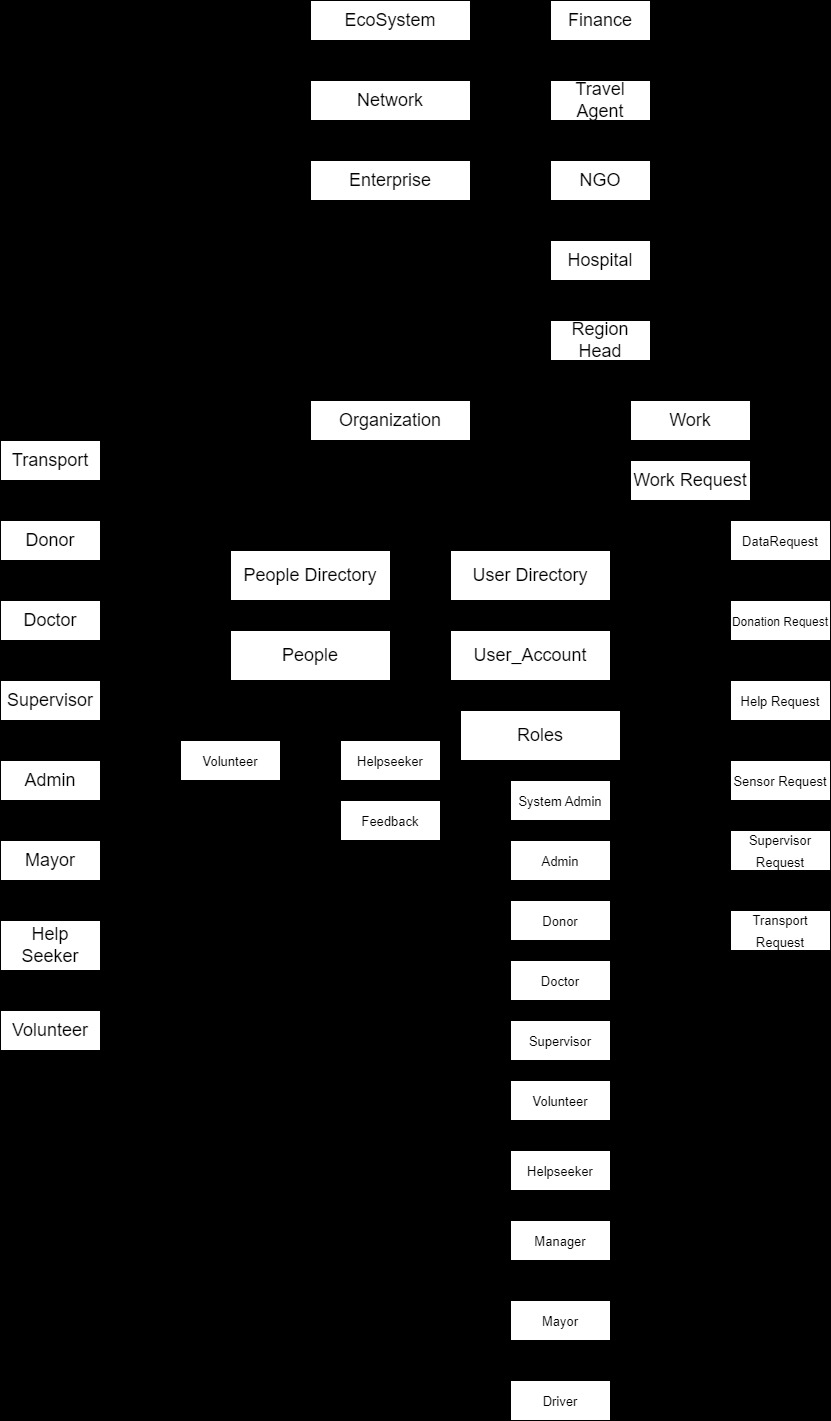 EcoSystem
Finance
Network
Travel
Agent
Enterprise
NGO
Hospital
Region
Head
Organization
Work
Transport
Work Request
Donor
DataRequest
People Directory
User Directory
Doctor
Donation Request
People
User_Account
Supervisor
Help Request
Roles
Volunteer
Helpseeker
Admin
Sensor Request
System Admin
Feedback
Supervisor
Request
Mayor
Admin
Donor
Transport
Request
Help
Seeker
Doctor
Volunteer
Supervisor
Volunteer
Helpseeker
Manager
Mayor
Driver